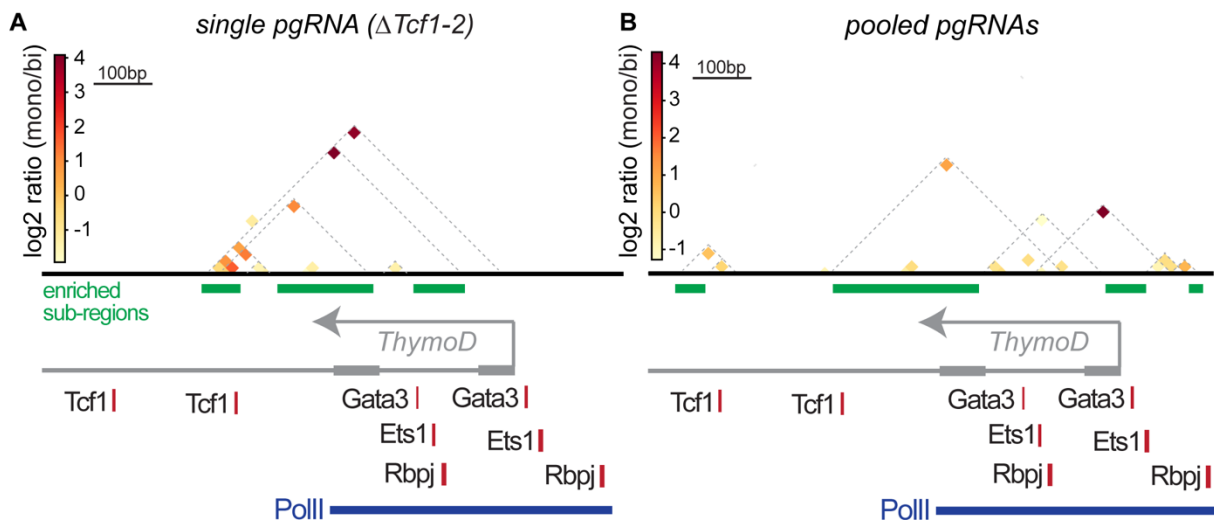 A
single pgRNA (ΔTcf1-2)
log2 ratio (mono/bi)
4
3
2
1
0
-1
100bp
enriched
sub-regions
ThymoD
Tcf1
Tcf1
Gata3
Gata3
Ets1
Ets1
Rbpj
Rbpj
PolII
B
pooled pgRNAs
log2 ratio (mono/bi)
4
3
2
1
0
-1
100bp
ThymoD
Tcf1
Tcf1
Gata3
Gata3
Ets1
Ets1
Rbpj
Rbpj
PolII